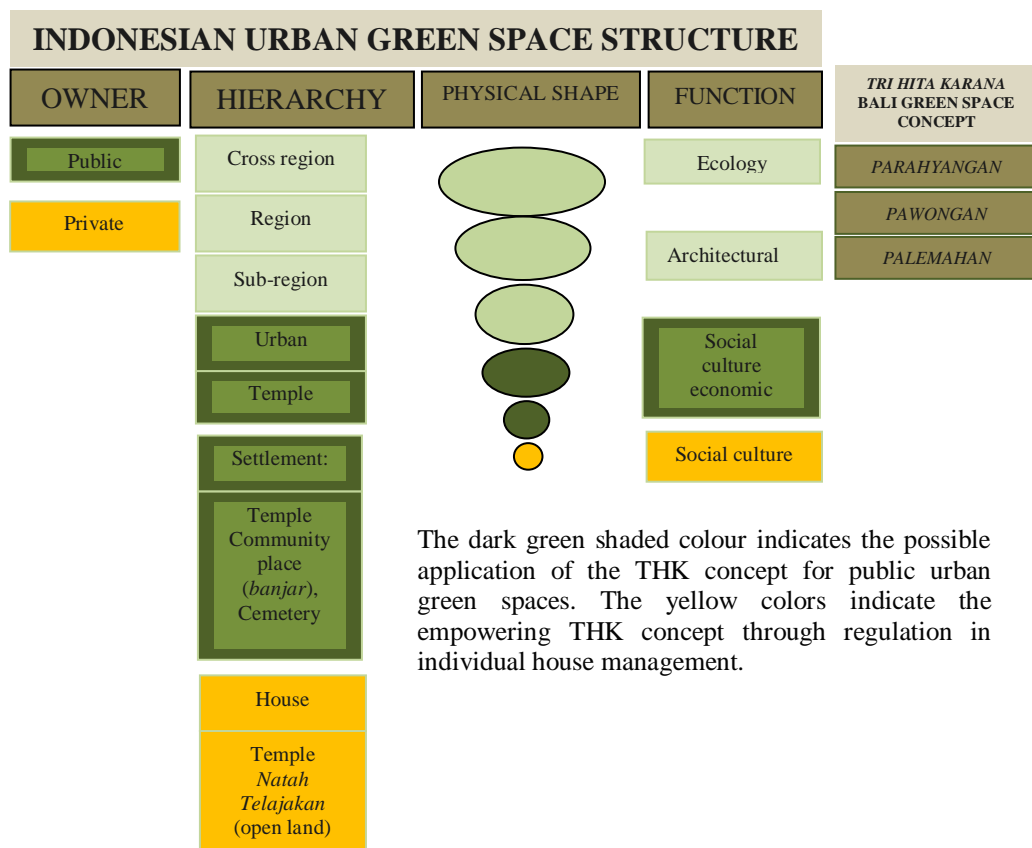 INDONESIAN URBAN GREEN SPACE STRUCTURE
OWNER
Public
Private
HIERARCHY
Cross region
Region
Sub-region
Urban
Temple
Settlement:
Temple
Community
place
(banjar),
Cemetery
House
Temple
Natah
Telajakan
(open land)
PHYSICAL SHAPE
FUNCTION
Ecology
Architectural
Social
culture
economic
Social culture
TRI HITA KARANA
BALI GREEN SPACE
CONCEPT
PARAHYANGAN
PAWONGAN
PALEMAHAN
The dark green shaded colour indicates the possible
application of the THK concept for public urban
green spaces. The yellow colors indicate the
empowering THK concept through regulation in
individual house management.